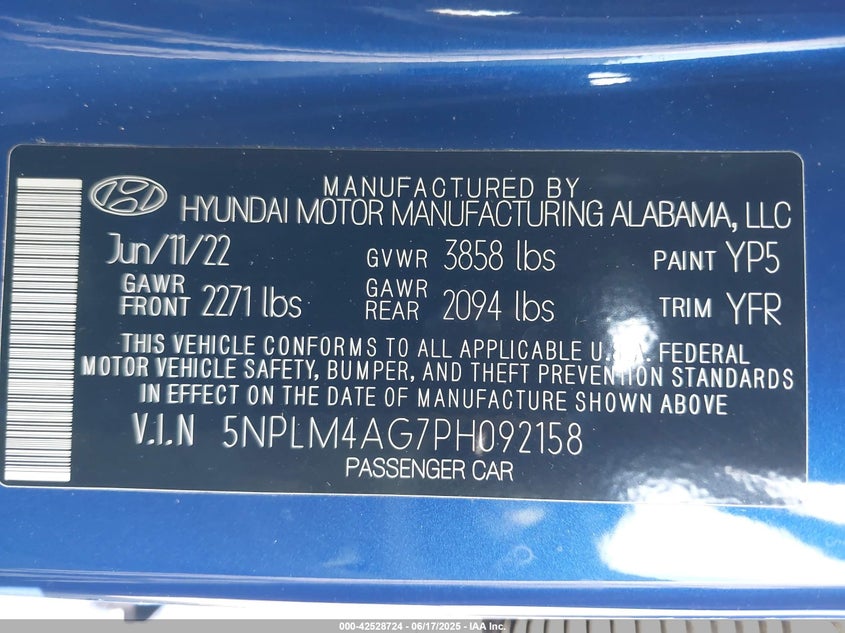 MANUFACTURED BY
HYUNDAI MOTOR MANUFACTURING ALABAMA, LLC
Jun/11/22 GVWR 3858 lbs PAINT YP5
GAWR FRONT 2271 lbs GAWR REAR 2094 lbs TRIM YFR
THIS VEHICLE CONFORMS TO ALL APPLICABLE U.S.A. FEDERAL
MOTOR VEHICLE SAFETY, BUMPER, AND THEFT PREVENTION STANDARDS
IN EFFECT ON THE DATE OF MANUFACTURE SHOWN ABOVE
V.I.N 5NPLM4AG7PH092158
PASSENGER CAR
000-42528724 - 06/17/2025 - IAA Inc.